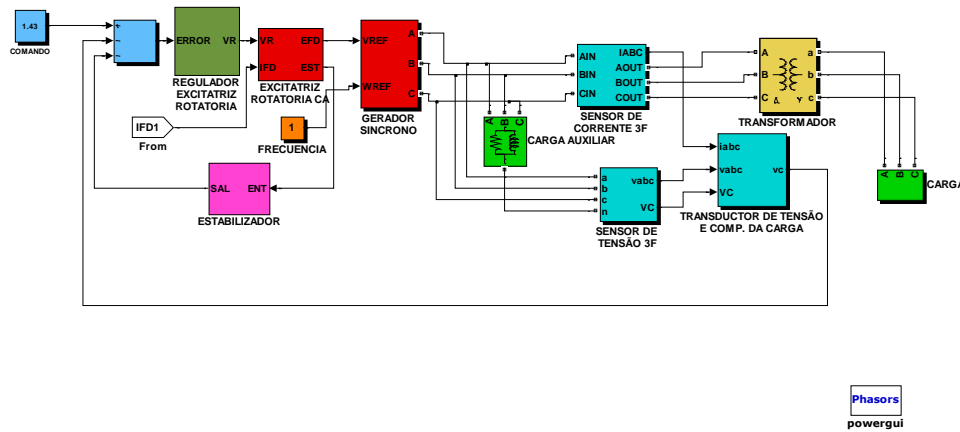 1.43
COMANDO
+
−
−
ERROR VR
REGULADOR
EXCITATRIZ
ROTATORIA
VR EFD
IFD EST
EXCITATRIZ
ROTATORIA CA
IFD1
From
1
FRECUENCIA
SAL ENT
ESTABILIZADOR
VREF A
B
WREF C
GERADOR
SINCRONO
A B C
CARGA AUXILIAR
AIN IABC
AOUT
BIN BOUT
CIN COUT
SENSOR DE
CORRENTE 3F
a vabc
b
c VC
n
SENSOR DE
TENSÃO 3F
iabc
vabc vc
VC
TRANSDUCTOR DE TENSÃO
E COMP. DA CARGA
A a
B b
C Δ Y c
TRANSFORMADOR
A B C
CARGA
Phasors
powergui